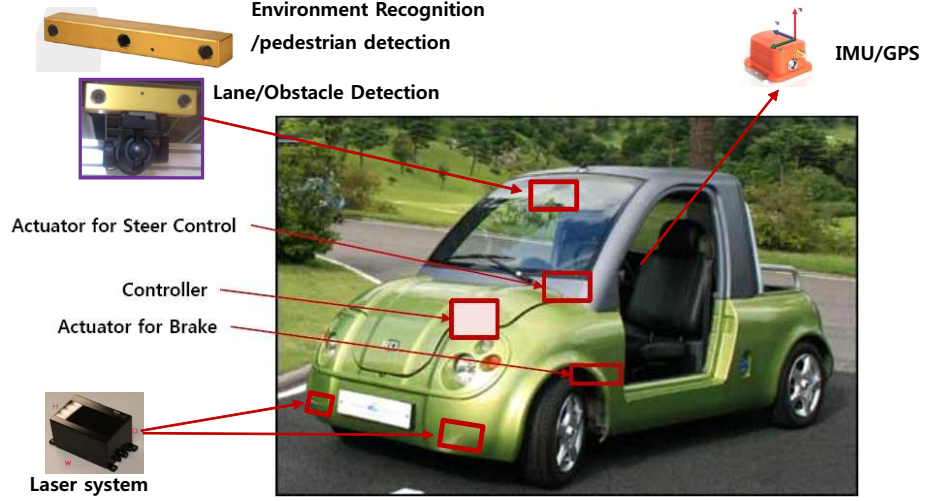 Environment Recognition
/pedestrian detection
IMU/GPS
Lane/Obstacle Detection
Actuator for Steer Control
Controller
Actuator for Brake
H
D
W
Laser system